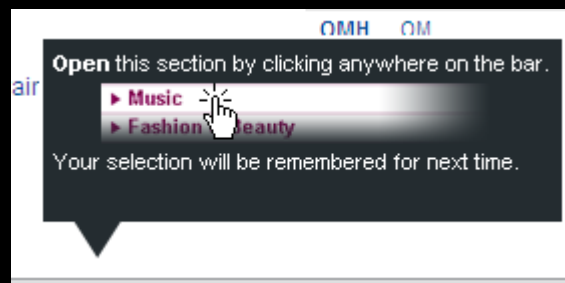 OMH OM
Open this section by clicking anywhere on the bar.
air
Music
Fashion Beauty
Your selection will be remembered for next time.